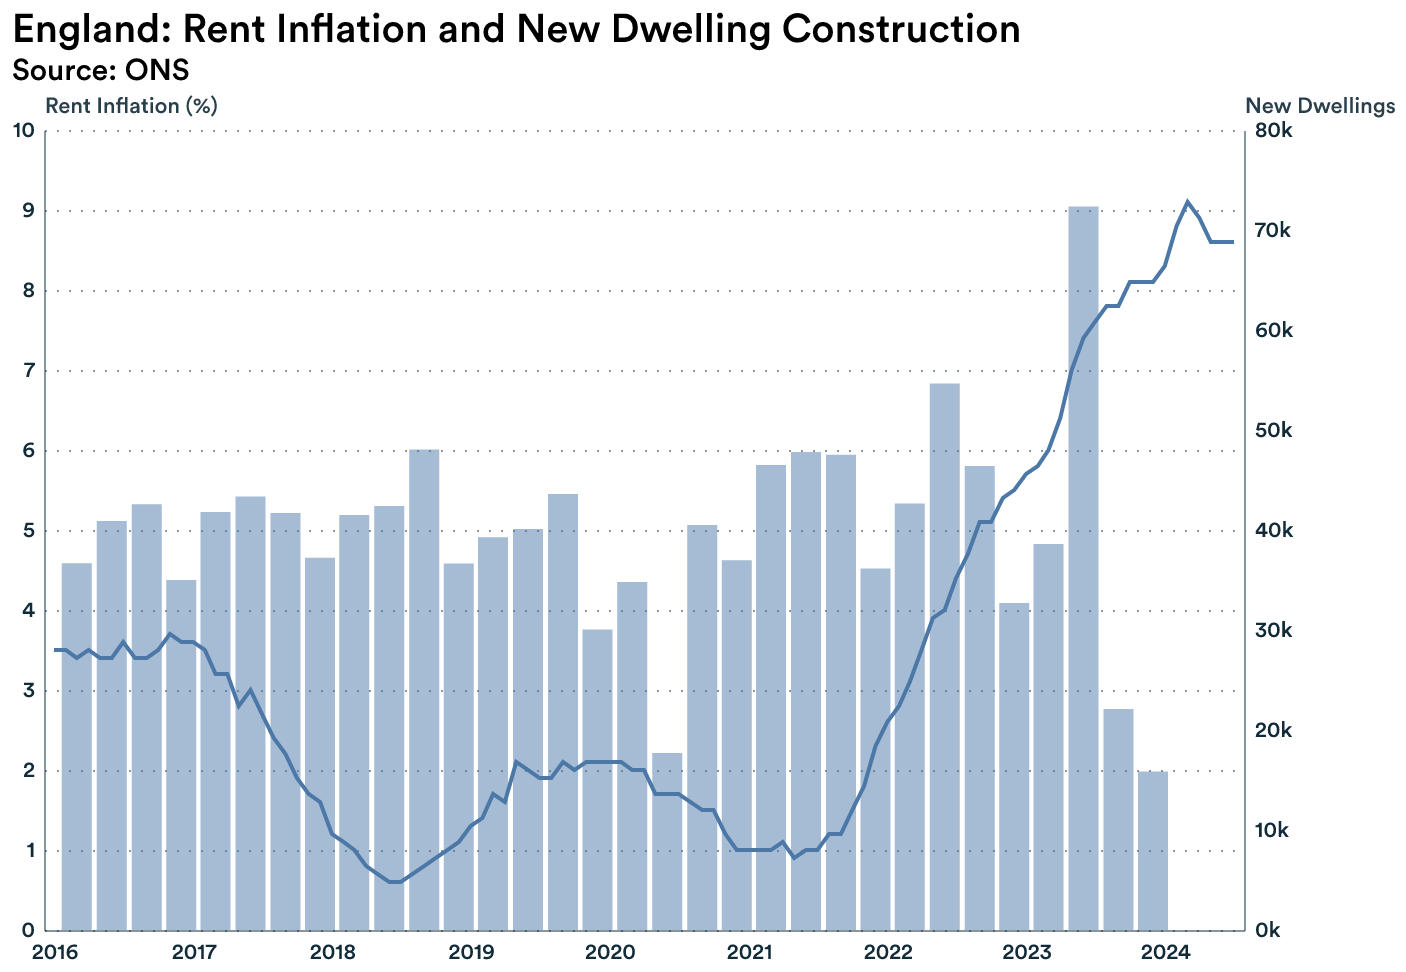 England: Rent Inflation and New Dwelling Construction
Source: ONS
Rent Inflation (%) New Dwellings
10 80k
9
70k
8
60k
7
6
50k
5 40k
4
30k
3
20k
2
10k
1
0 0k
2016 2017 2018 2019 2020 2021 2022 2023 2024